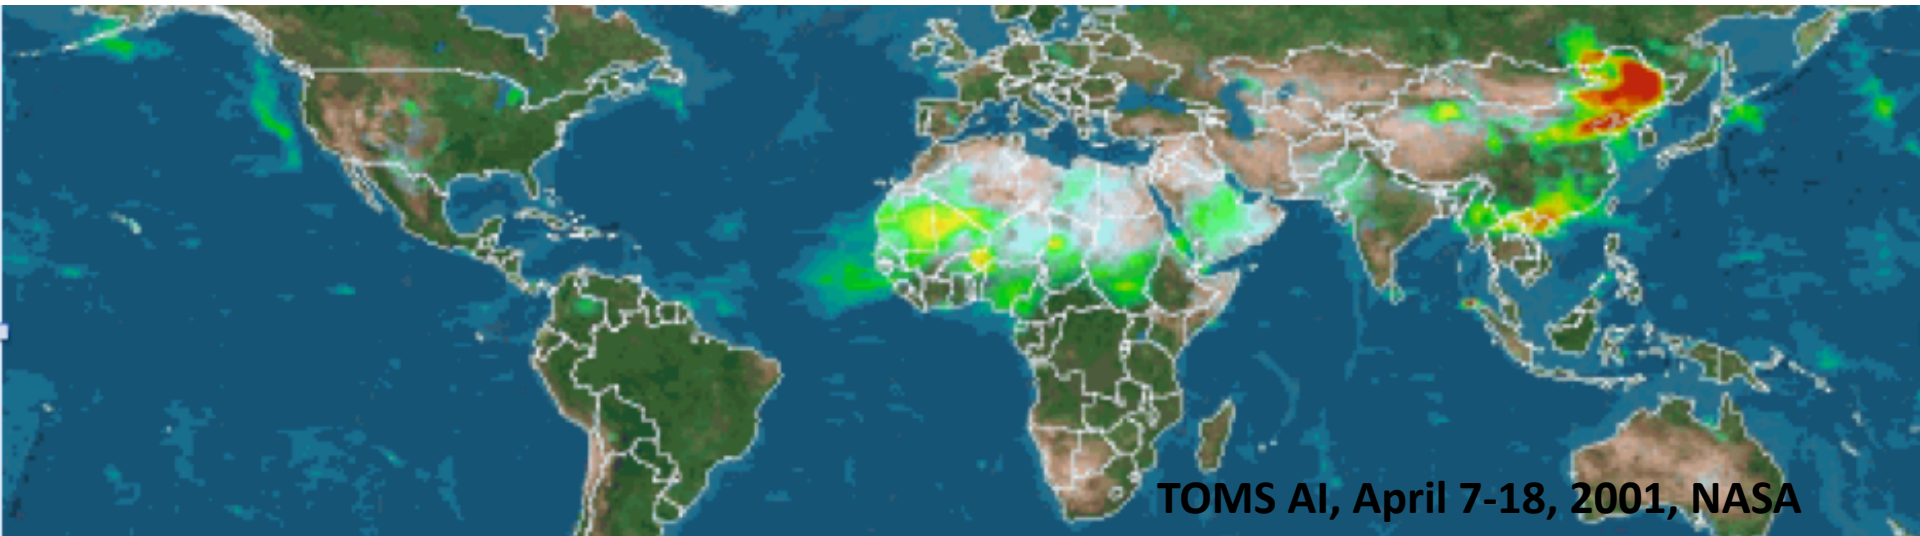 TOMS AI, April 7-18, 2001, NASA